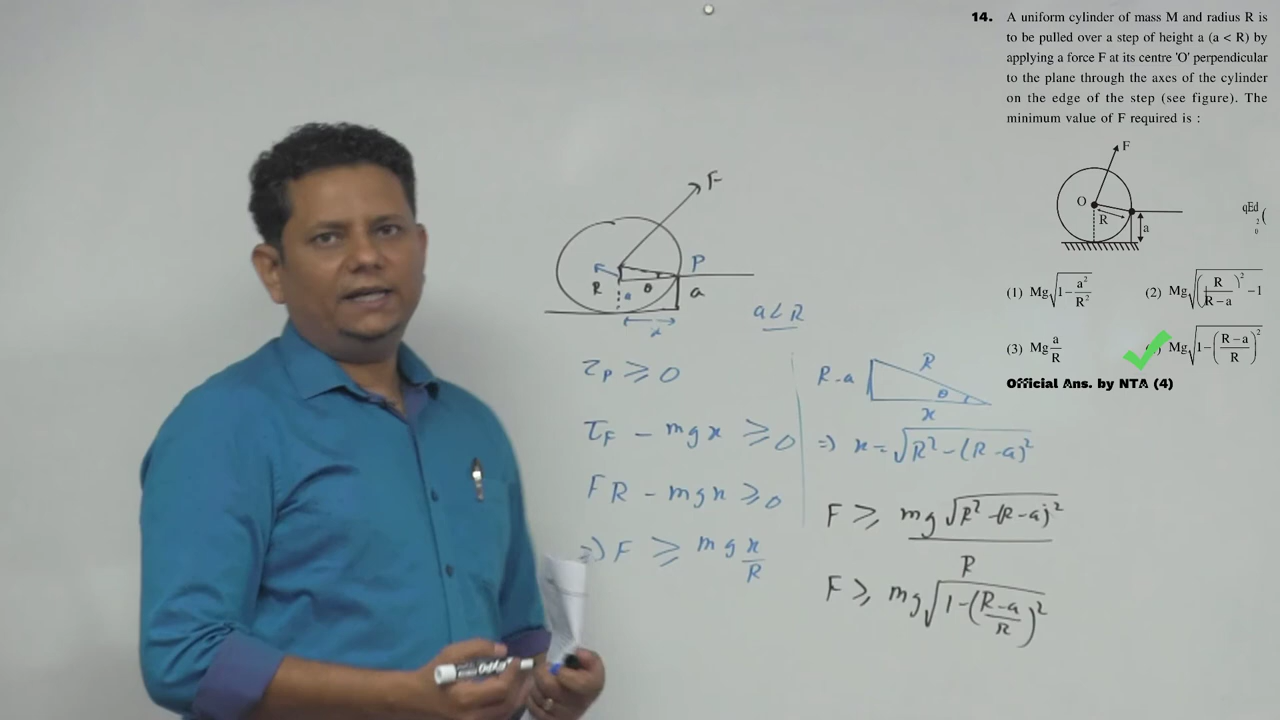 14. A uniform cylinder of mass M and radius R is
to be pulled over a step of height a (a < R) by
applying a force F at its centre 'O' perpendicular
to the plane through the axes of the cylinder
on the edge of the step (see figure). The
minimum value of F required is :
F
O
R
a
qEd
(1) Mg√(1 − a²/R²)
(2) Mg√((R/(R−a))² − 1)
(3) Mg a/R
Mg√(1 − ((R−a)/R)²)
Official Ans. by NTA (4)
F
P
R
θ
a
a
x
a < R
τP ⩾ 0
τF − mgx ⩾ 0
FR − mgx ⩾ 0
⇒ F ⩾ mg x/R
R
R−a
θ
x
⇒ x = √(R² − (R−a)²)
F ⩾ mg√(R² − (R−a)²) / R
F ⩾ mg√(1 − ((R−a)/R)²)